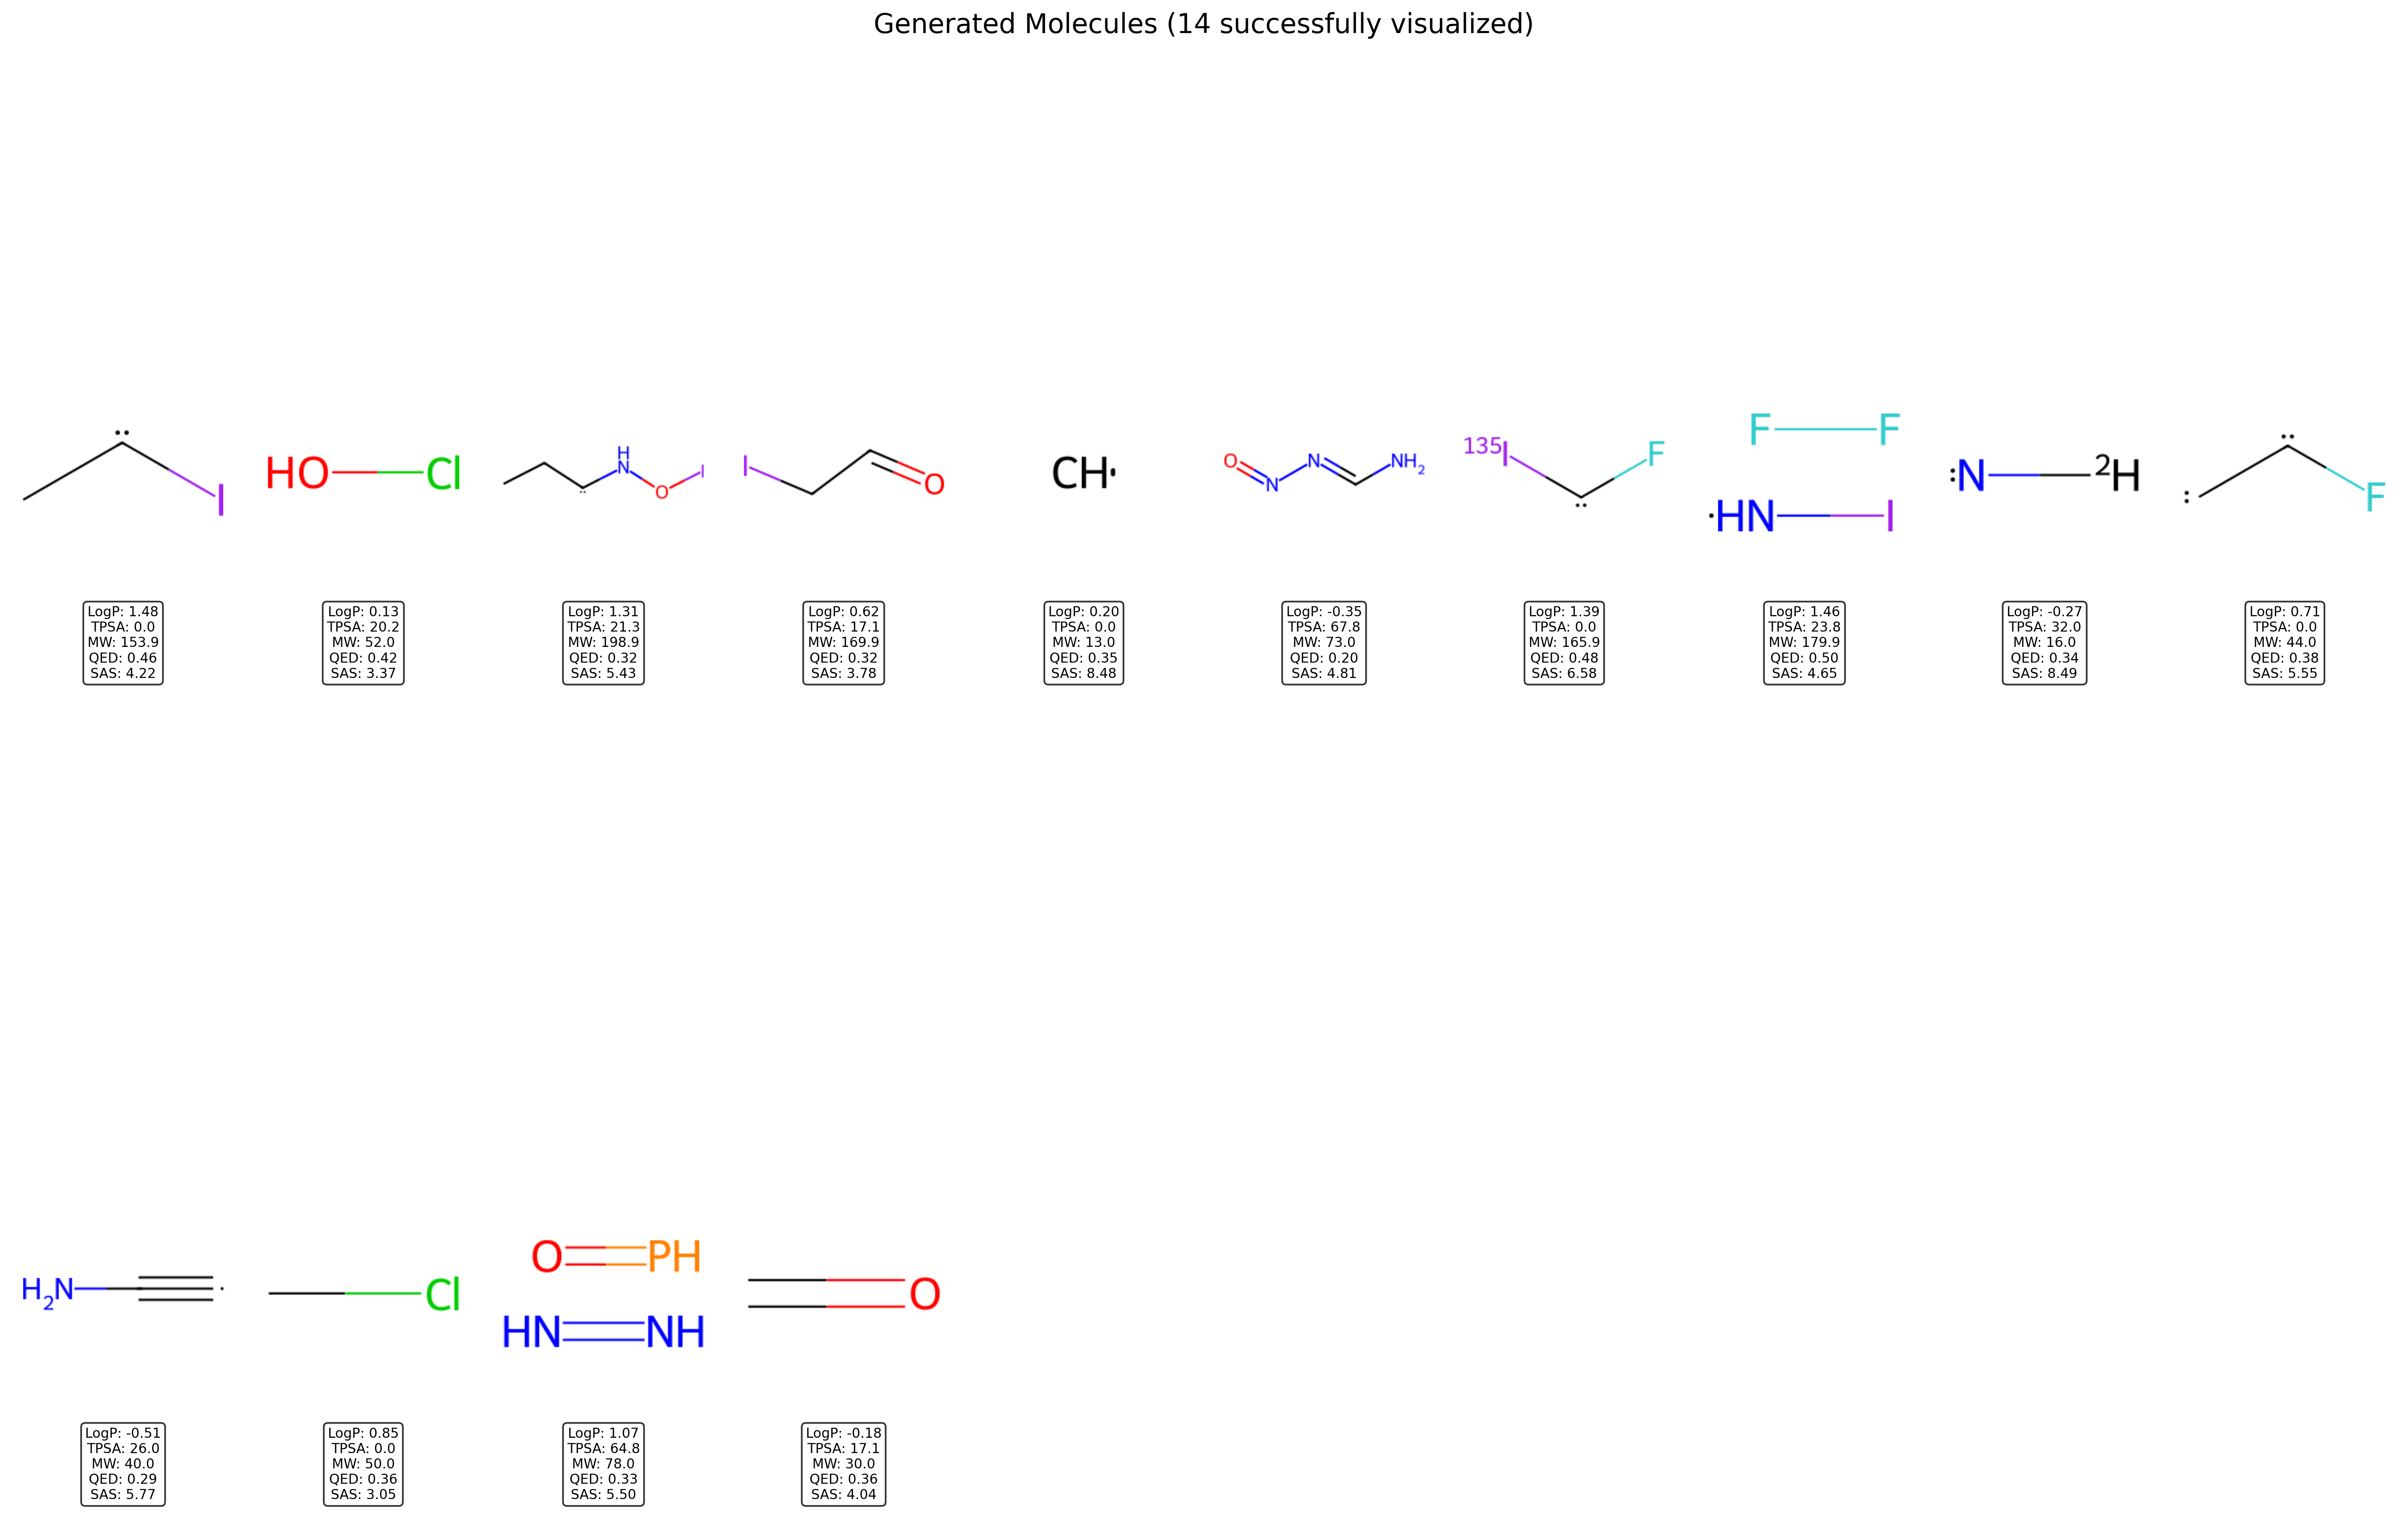 Generated Molecules (14 successfully visualized)
I
HO Cl
H
N
O I
I O
CH·
O N N NH2
135I F
F F
·HN I
:N 2H
F
LogP: 1.48
TPSA: 0.0
MW: 153.9
QED: 0.46
SAS: 4.22
LogP: 0.13
TPSA: 20.2
MW: 52.0
QED: 0.42
SAS: 3.37
LogP: 1.31
TPSA: 21.3
MW: 198.9
QED: 0.32
SAS: 5.43
LogP: 0.62
TPSA: 17.1
MW: 169.9
QED: 0.32
SAS: 3.78
LogP: 0.20
TPSA: 0.0
MW: 13.0
QED: 0.35
SAS: 8.48
LogP: -0.35
TPSA: 67.8
MW: 73.0
QED: 0.20
SAS: 4.81
LogP: 1.39
TPSA: 0.0
MW: 165.9
QED: 0.48
SAS: 6.58
LogP: 1.46
TPSA: 23.8
MW: 179.9
QED: 0.50
SAS: 4.65
LogP: -0.27
TPSA: 32.0
MW: 16.0
QED: 0.34
SAS: 8.49
LogP: 0.71
TPSA: 0.0
MW: 44.0
QED: 0.38
SAS: 5.55
H2N
Cl
O PH
HN NH
O
LogP: -0.51
TPSA: 26.0
MW: 40.0
QED: 0.29
SAS: 5.77
LogP: 0.85
TPSA: 0.0
MW: 50.0
QED: 0.36
SAS: 3.05
LogP: 1.07
TPSA: 64.8
MW: 78.0
QED: 0.33
SAS: 5.50
LogP: -0.18
TPSA: 17.1
MW: 30.0
QED: 0.36
SAS: 4.04